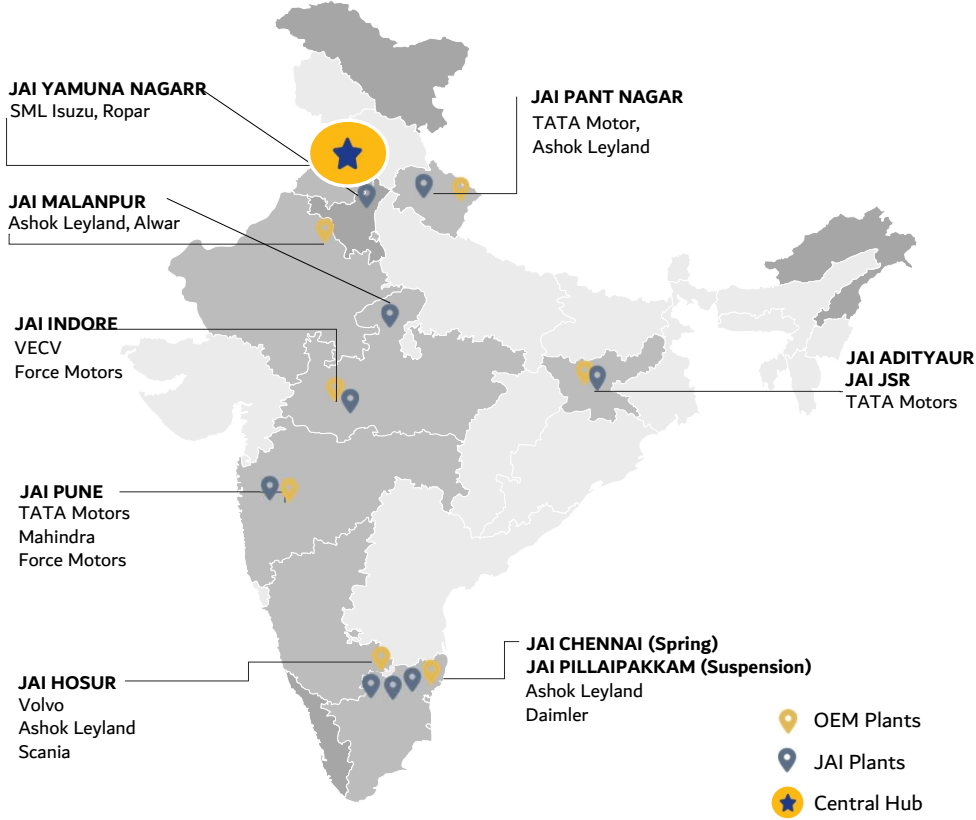 JAI YAMUNA NAGARR
SML Isuzu, Ropar
JAI PANT NAGAR
TATA Motor,
Ashok Leyland
JAI MALANPUR
Ashok Leyland, Alwar
JAI INDORE
VECV
Force Motors
JAI ADITYAUR
JAI JSR
TATA Motors
JAI PUNE
TATA Motors
Mahindra
Force Motors
JAI CHENNAI (Spring)
JAI PILLAIPAKKAM (Suspension)
Ashok Leyland
Daimler
JAI HOSUR
Volvo
Ashok Leyland
Scania
OEM Plants
JAI Plants
Central Hub